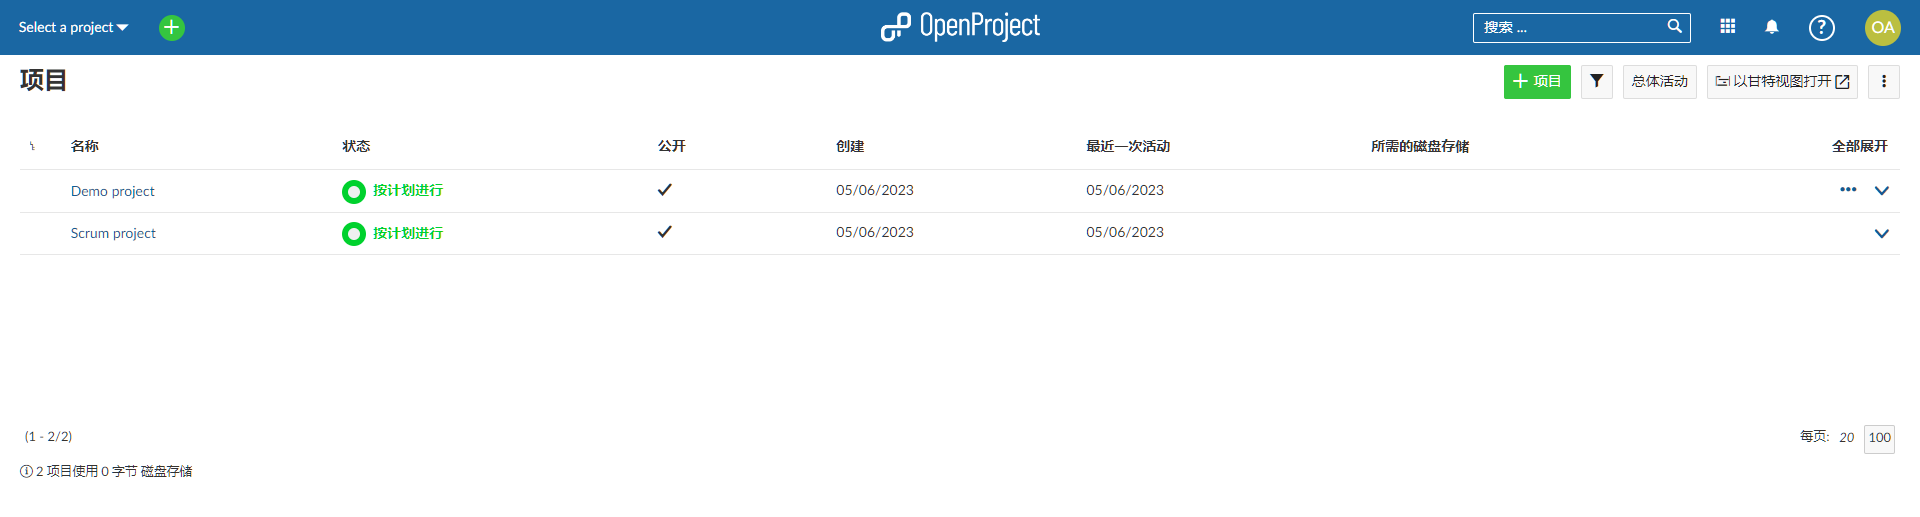 Select a project
OpenProject
搜索 ...
OA
项目
项目
总体活动
以甘特视图打开
名称 状态 公开 创建 最近一次活动 所需的磁盘存储 全部展开
Demo project 按计划进行 05/06/2023 05/06/2023
Scrum project 按计划进行 05/06/2023 05/06/2023
(1 - 2/2)
每页: 20 100
2 项目使用 0 字节 磁盘存储